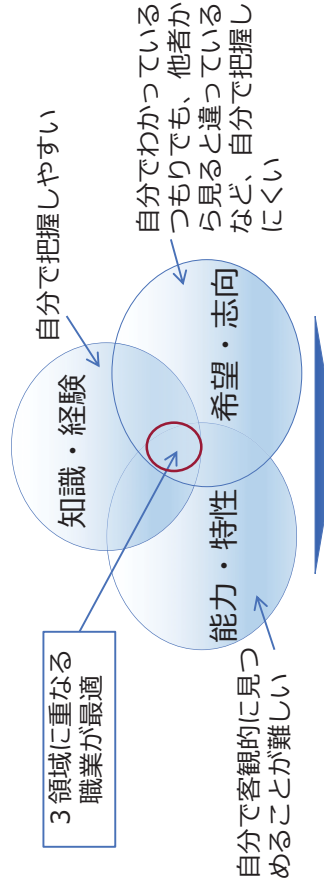 ３領域に重なる
職業が最適
知識・経験
自分で把握しやすい
能力・特性
希望・志向
自分でわかっている
つもりでも、他者か
ら見ると違っている
など、自分で把握し
にくい
自分で客観的に見つ
めることが難しい